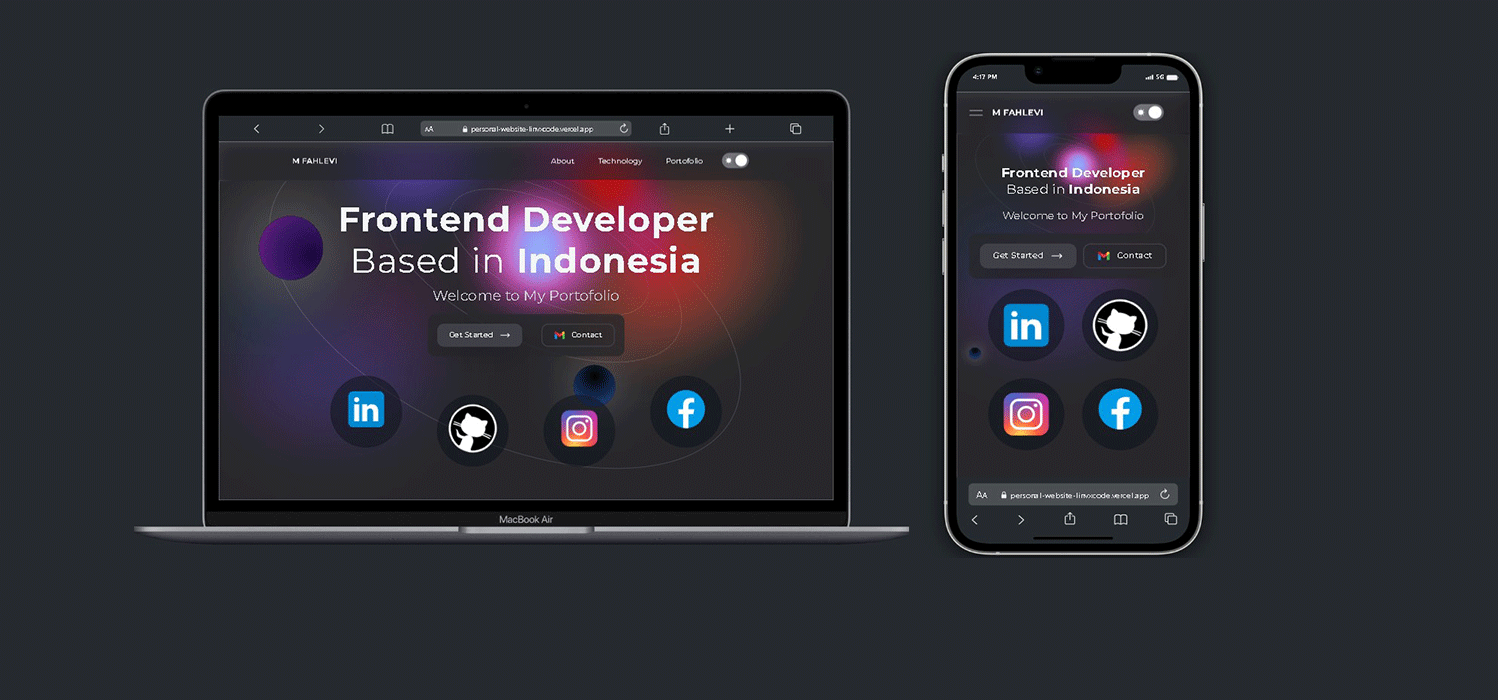 AA personal-website-linvxcode.vercel.app
M FAHLEVI About Technology Portofolio
Frontend Developer
Based in Indonesia
Welcome to My Portofolio
Get Started → Contact
in
f
MacBook Air
4:17 PM 5G
M FAHLEVI
Frontend Developer
Based in Indonesia
Welcome to My Portofolio
Get Started → Contact
in
f
AA personal-website-linvxcode.vercel.app